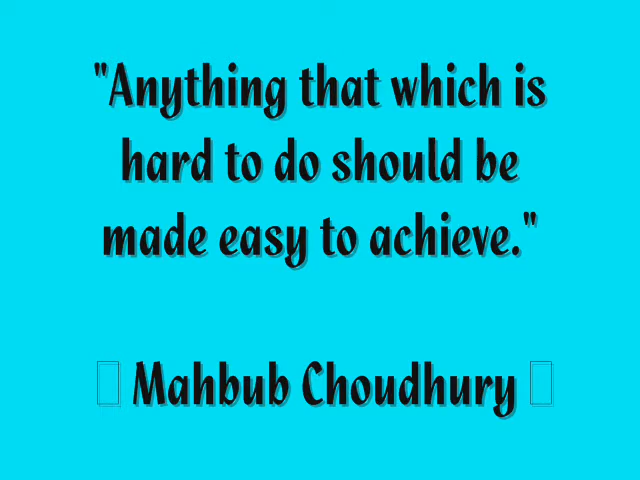 "Anything that which is
hard to do should be
made easy to achieve."
Mahbub Choudhury